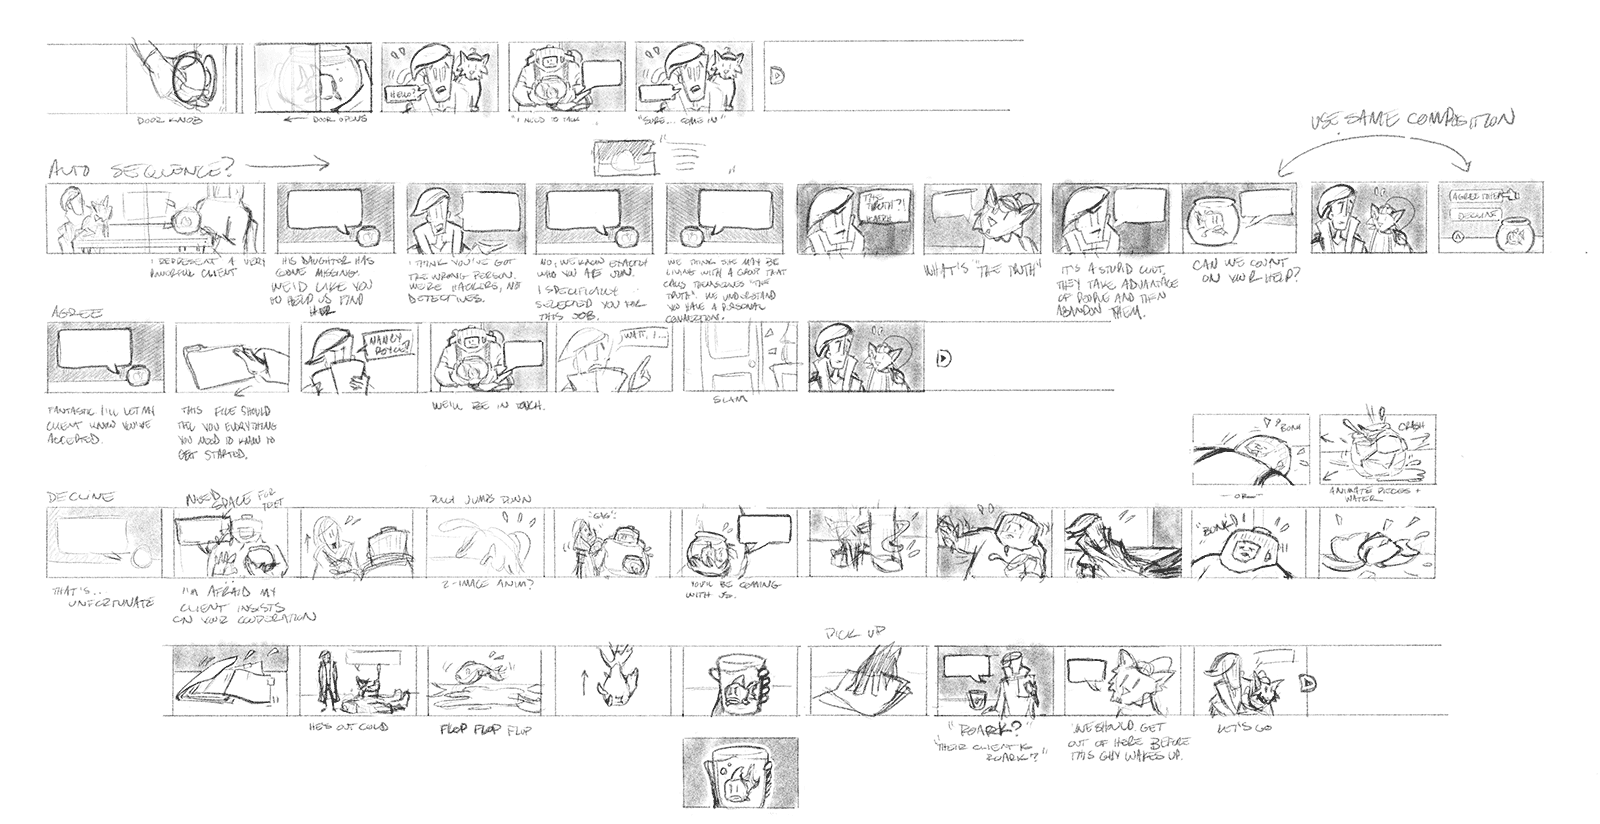 DOOR KNOB
← DOOR OPENS
HELLO?
"I NEED TO TALK
"SURE... COME IN"
USE SAME COMPOSITION
AUTO SEQUENCE? →
THE TRUTH?!
I REPRESENT A VERY
POWERFUL CLIENT
HIS DAUGHTER HAS
GONE MISSING.
WE'D LIKE YOU
TO HELP US FIND
HER
I THINK YOU'VE GOT
THE WRONG PERSON.
WE'RE HACKERS, NO
DETECTIVES.
NO, WE KNOW EXACTLY
WHO YOU ARE
I SPECIFICALLY
SELECTED YOU FOR
THIS JOB.
WE THINK SHE MAY BE
LIVING WITH A GROUP THAT
CALLS THEMSELVES "THE
TRUTH". WE UNDERSTAND
YOU HAVE A PERSONAL
CONNECTION.
WHAT'S "THE TRUTH"
IT'S A STUPID CULT.
THEY TAKE ADVANTAGE
OF PEOPLE AND THEN
ABANDON THEM.
CAN WE COUNT
ON YOUR HELP?
AGREE
DECLINE
AGREE
NANCY
WAIT, I...
FANTASTIC I'LL LET MY
CLIENT KNOW YOU'VE
ACCEPTED.
THIS FILE SHOULD
TELL YOU EVERYTHING
YOU NEED TO KNOW TO
GET STARTED.
WE'LL BE IN TOUCH.
SLAM
BONK
CRASH
— OR —
ANIMATE PIECES +
WATER
DECLINE
NEED SPACE FOR TEXT
JUMPS DOWN
"GAG"
"BONK"
THAT'S..
UNFORTUNATE
I'M AFRAID MY
CLIENT INSISTS
ON YOUR COOPERATION
2-IMAGE ANIM?
YOU'LL BE COMING
WITH US.
PICK UP
HE'S OUT COLD
FLOP FLOP FLOP
"ROARK?"
"THEIR CLIENT IS
ROARK?"
WE SHOULD GET
OUT OF HERE BEFORE
THIS GUY WAKES UP.
LET'S GO